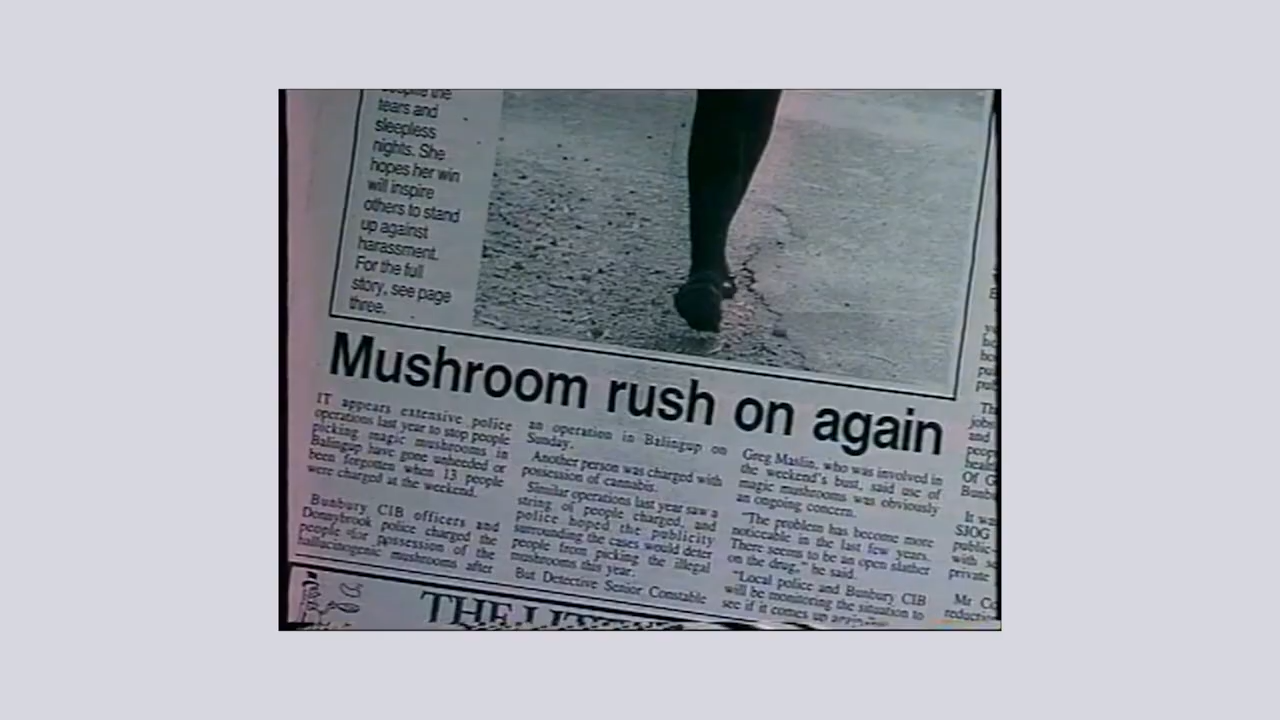 tears and
sleepless
nights. She
hopes her win
will inspire
others to stand
up against
harassment.
For the full
story, see page
three.
Mushroom rush on again
IT appears extensive police
operations last year to stop people
picking magic mushrooms in
Balingup have gone unheeded or
been forgotten when 13 people
were charged at the weekend.
Bunbury CIB officers and
Donnybrook police charged the
people for possession of the
hallucinogenic mushrooms after
an operation in Balingup on
Sunday.
Another person was charged with
possession of cannabis.
Similar operations last year saw a
string of people charged, and
police hoped the publicity
surrounding the cases would deter
people from picking the illegal
mushrooms this year.
But Detective Senior Constable
Greg Maslin, who was involved in
the weekend's bust, said use of
magic mushrooms was obviously
an ongoing concern.
"The problem has become more
noticeable in the last few years.
There seems to be an open slather
on the drug," he said.
"Local police and Bunbury CIB
will be monitoring the situation to
see if it comes up
jobs
and
Of
It
SJOG
public-
with
private
Mr
THE